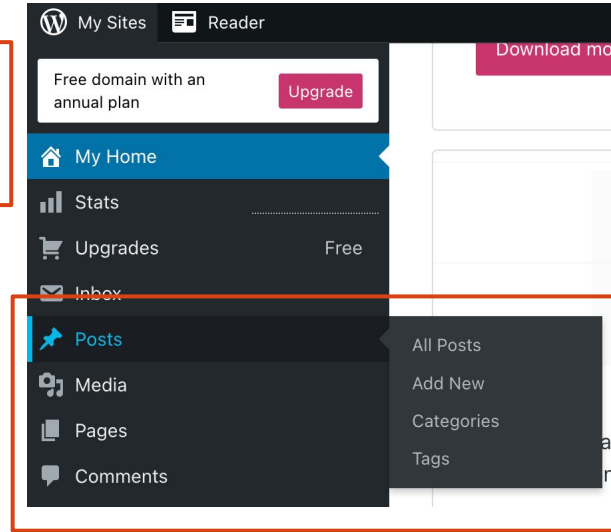 My Sites Reader
Download mo
Free domain with an
annual plan
Upgrade
My Home
Stats
Upgrades Free
Inbox
Posts
All Posts
Media
Add New
Pages
Categories
Comments
Tags